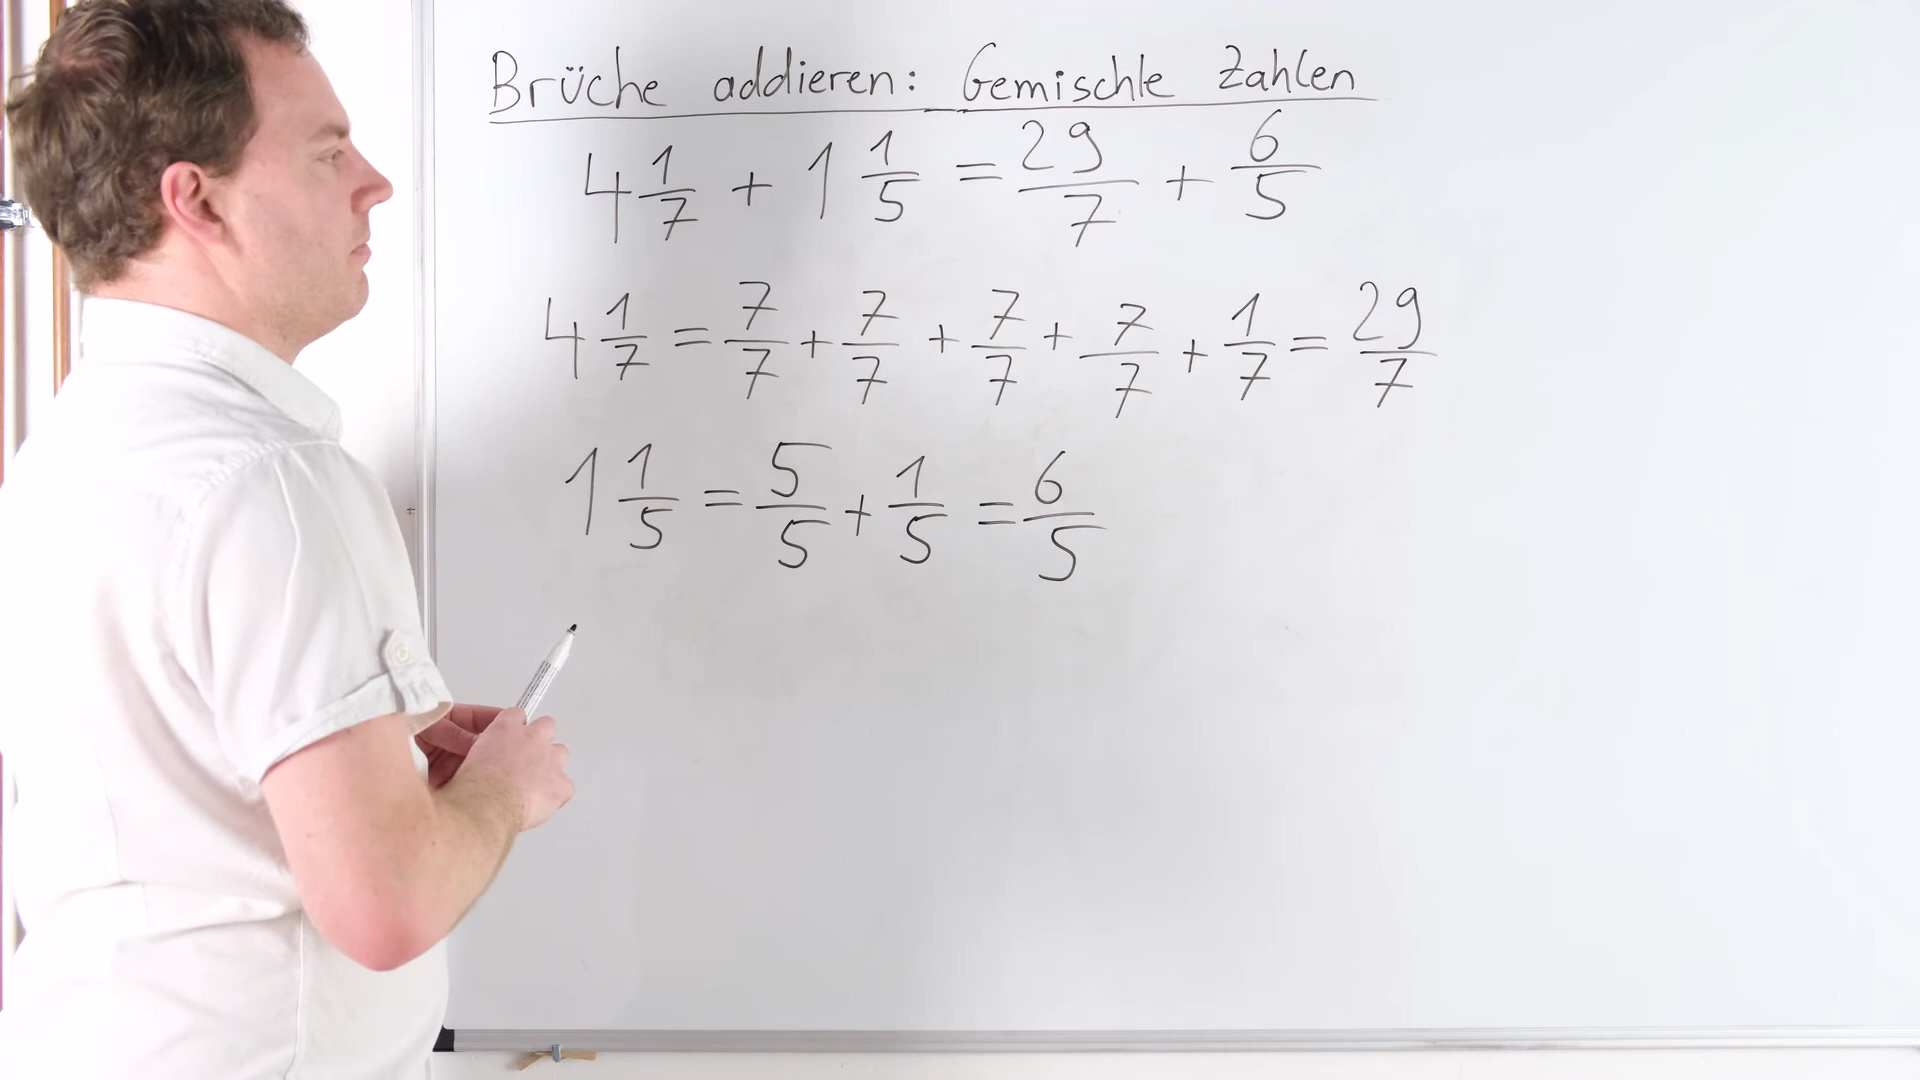 Brüche addieren: Gemischte Zahlen
4 1/7 + 1 1/5 = 29/7 + 6/5
4 1/7 = 7/7 + 7/7 + 7/7 + 7/7 + 1/7 = 29/7
1 1/5 = 5/5 + 1/5 = 6/5